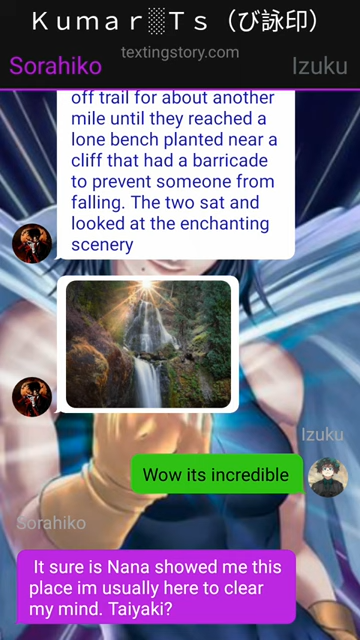 Ｋｕｍａｒ░Ｔｓ（び詠印）
textingstory.com
Sorahiko
Izuku
off trail for about another
mile until they reached a
lone bench planted near a
cliff that had a barricade
to prevent someone from
falling. The two sat and
looked at the enchanting
scenery
Izuku
Wow its incredible
Sorahiko
It sure is Nana showed me this
place im usually here to clear
my mind. Taiyaki?